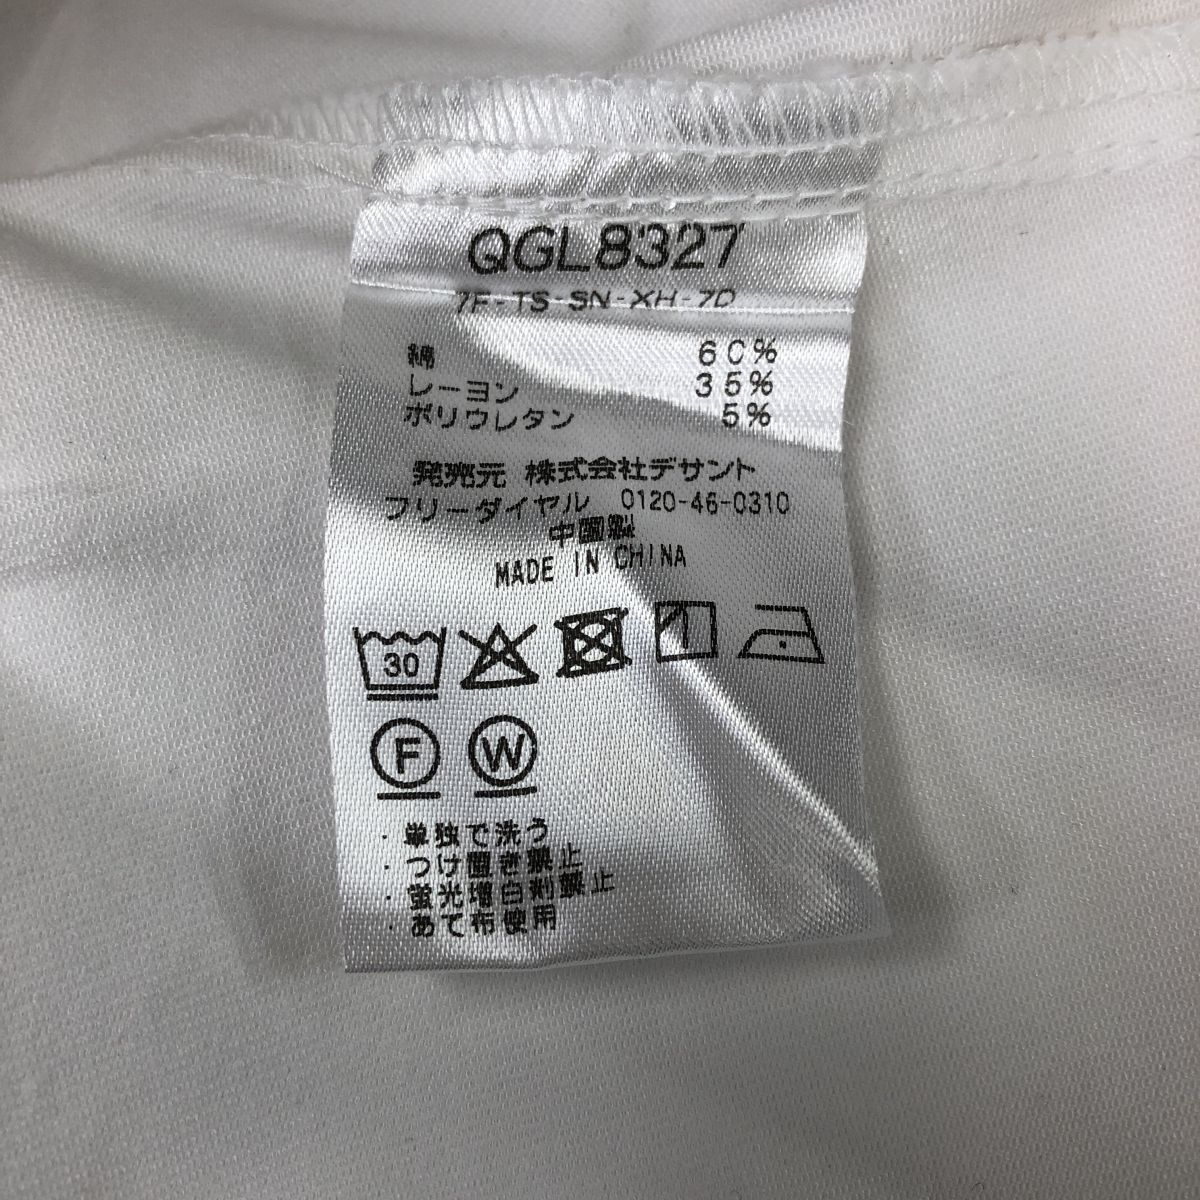 QGL8327
7F-TS-SN-XH-7D
綿 60%
レーヨン 35%
ポリウレタン 5%
発売元 株式会社デサント
フリーダイヤル 0120-46-0310
中国製
MADE IN CHINA
30
F W
・単独で洗う
・つけ置き禁止
・蛍光増白剤禁止
・あて布使用